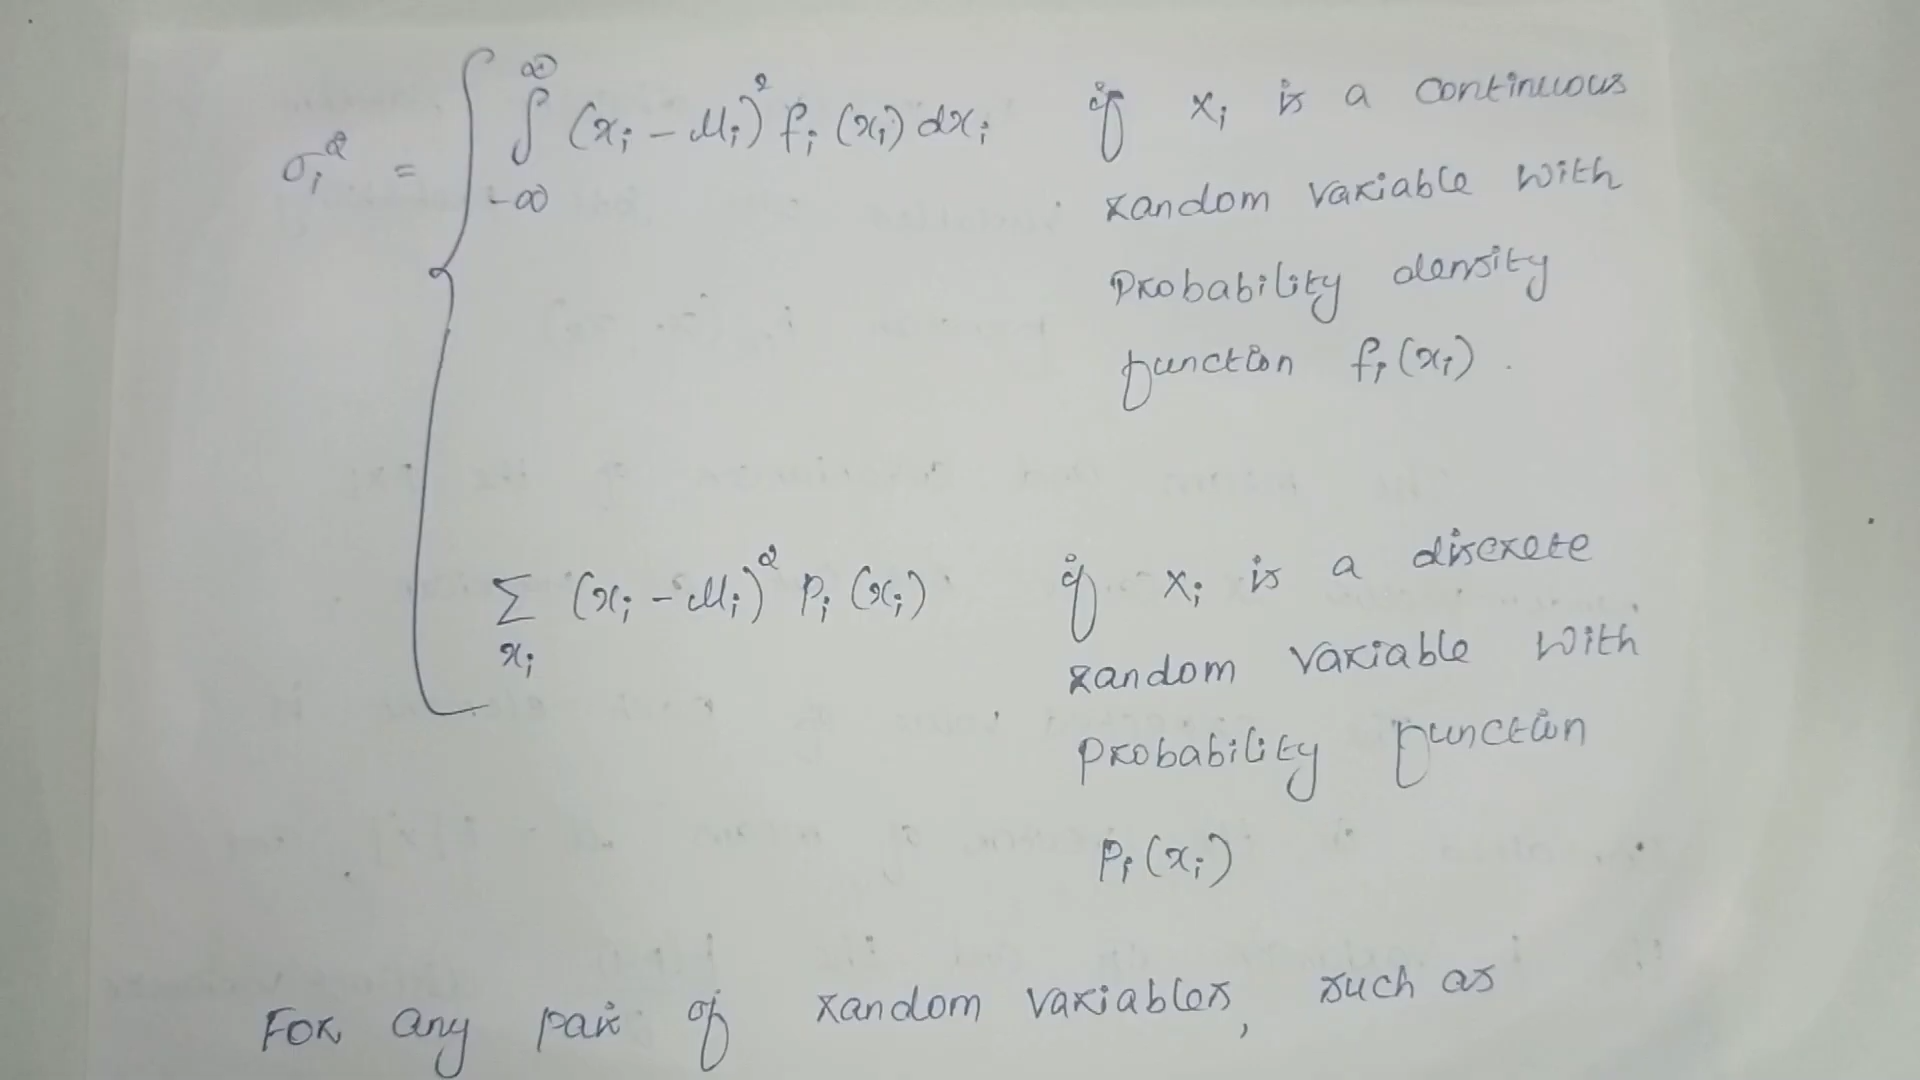 σi² = { ∫_{-∞}^{∞} (xi - μi)² fi (xi) dxi if Xi is a continuous
random variable with
Probability density
function fi (xi).
Σ_{xi} (xi - μi)² Pi (xi) if Xi is a discrete
random variable with
Probability function
Pi (xi)
For any pair of random variables, such as